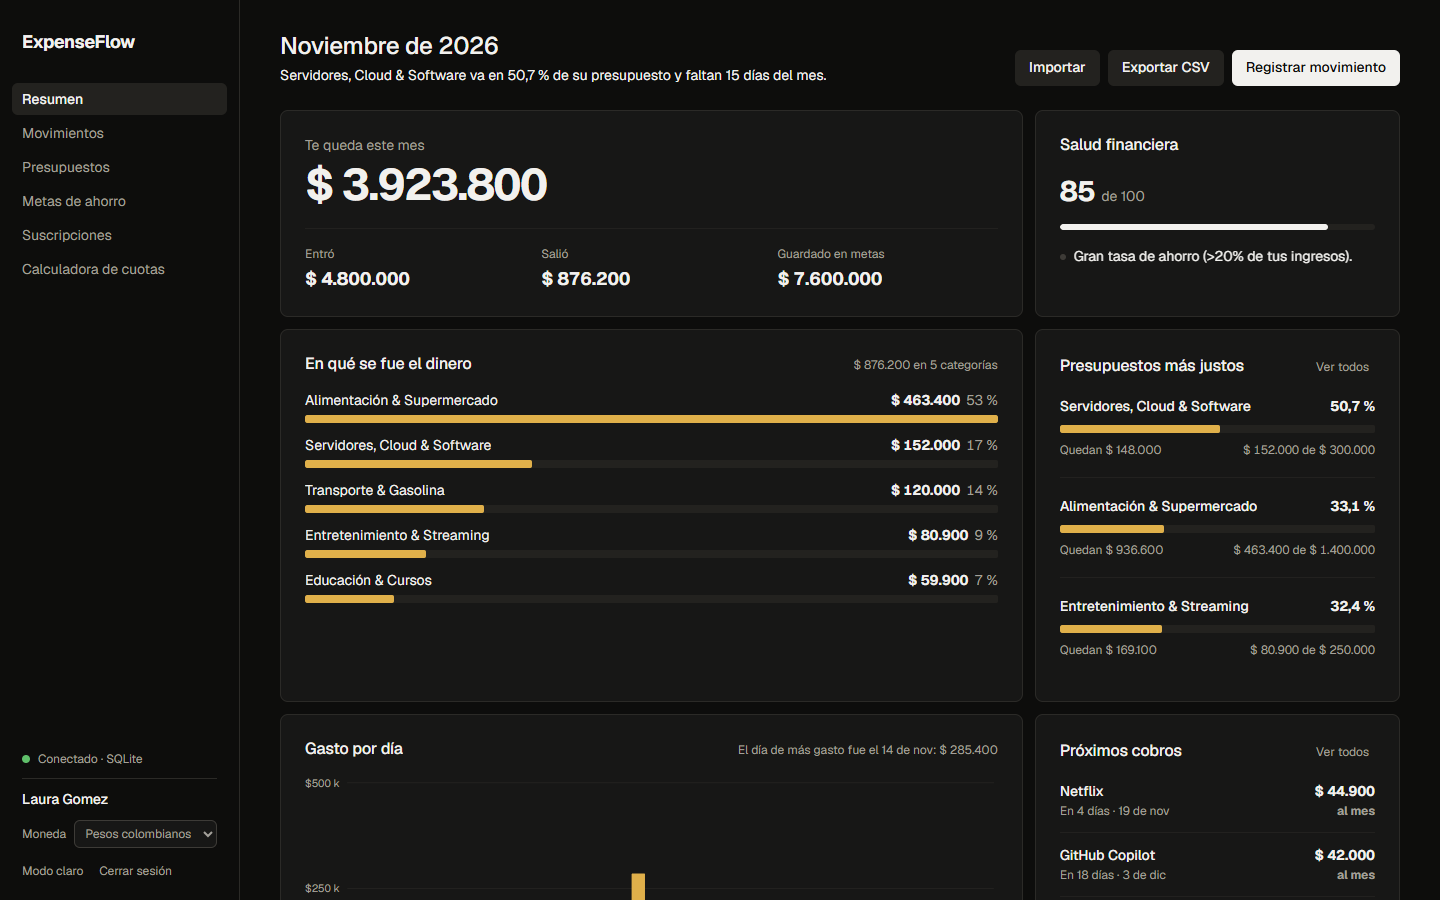 ExpenseFlow
Resumen
Movimientos
Presupuestos
Metas de ahorro
Suscripciones
Calculadora de cuotas
Conectado · SQLite
Laura Gomez
Moneda Pesos colombianos
Modo claro Cerrar sesión
Noviembre de 2026
Servidores, Cloud & Software va en 50,7 % de su presupuesto y faltan 15 días del mes.
Importar
Exportar CSV
Registrar movimiento
Te queda este mes
$ 3.923.800
Entró
$ 4.800.000
Salió
$ 876.200
Guardado en metas
$ 7.600.000
Salud financiera
85 de 100
Gran tasa de ahorro (>20% de tus ingresos).
En qué se fue el dinero
$ 876.200 en 5 categorías
Alimentación & Supermercado $ 463.400 53 %
Servidores, Cloud & Software $ 152.000 17 %
Transporte & Gasolina $ 120.000 14 %
Entretenimiento & Streaming $ 80.900 9 %
Educación & Cursos $ 59.900 7 %
Presupuestos más justos Ver todos
Servidores, Cloud & Software 50,7 %
Quedan $ 148.000 $ 152.000 de $ 300.000
Alimentación & Supermercado 33,1 %
Quedan $ 936.600 $ 463.400 de $ 1.400.000
Entretenimiento & Streaming 32,4 %
Quedan $ 169.100 $ 80.900 de $ 250.000
Gasto por día
El día de más gasto fue el 14 de nov: $ 285.400
$500 k
$250 k
Próximos cobros Ver todos
Netflix $ 44.900
En 4 días · 19 de nov al mes
GitHub Copilot $ 42.000
En 18 días · 3 de dic al mes